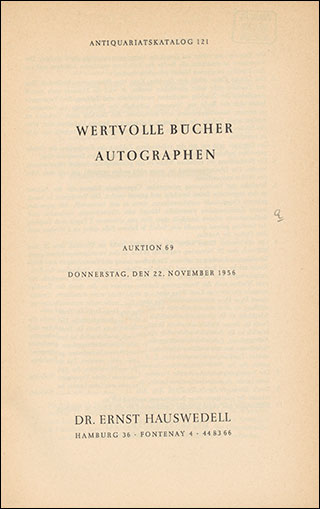 ANTIQUARIATSKATALOG 121
WERTVOLLE BÜCHER
AUTOGRAPHEN
AUKTION 69
DONNERSTAG, DEN 22. NOVEMBER 1956
DR. ERNST HAUSWEDELL
HAMBURG 36 · FONTENAY 4 · 44 83 66